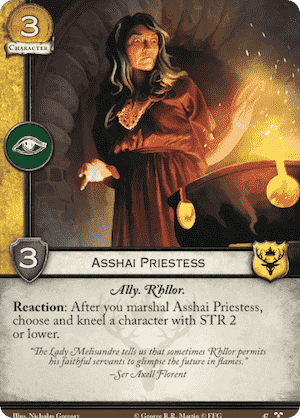 3
Character
3
Asshai Priestess
Ally. R'hllor.
Reaction: After you marshal Asshai Priestess,
choose and kneel a character with STR 2
or lower.
"The Lady Melisandre tells us that sometimes R'hllor permits
his faithful servants to glimpse the future in flames."
–Ser Axell Florent
Illus. Nicholas Gregory
© George R.R. Martin © FFG
47